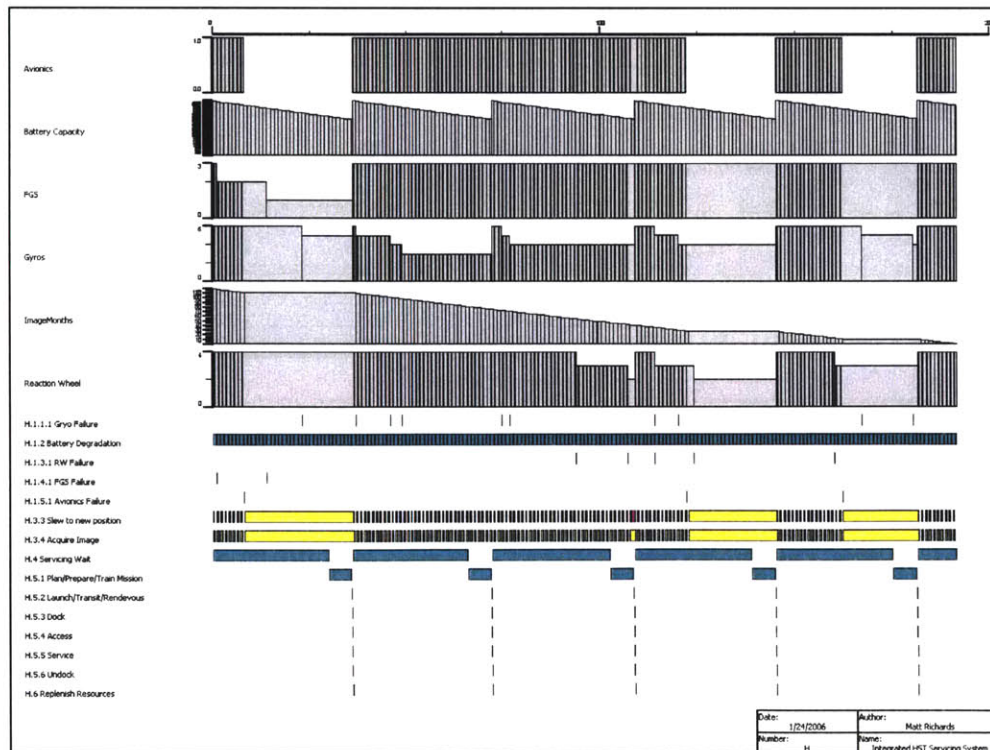 0 100
Avionics
1.0
0.0
Battery Capacity
FGS
3
0
Gyros
6
0
ImageMonths
Reaction Wheel
0
H.1.1.1 Gryo Failure
H.1.2 Battery Degradation
H.1.3.1 RW Failure
H.1.4.1 FGS Failure
H.1.5.1 Avionics Failure
H.3.3 Slew to new position
H.3.4 Acquire Image
H.4 Servicing Wait
H.5.1 Plan/Prepare/Train Mission
H.5.2 Launch/Transit/Rendevous
H.5.3 Dock
H.5.4 Access
H.5.5 Service
H.5.6 Undock
H.6 Replenish Resources
Date: Author:
1/24/2006 Matt Richards
Number: Name:
H Integrated HST Servicing System